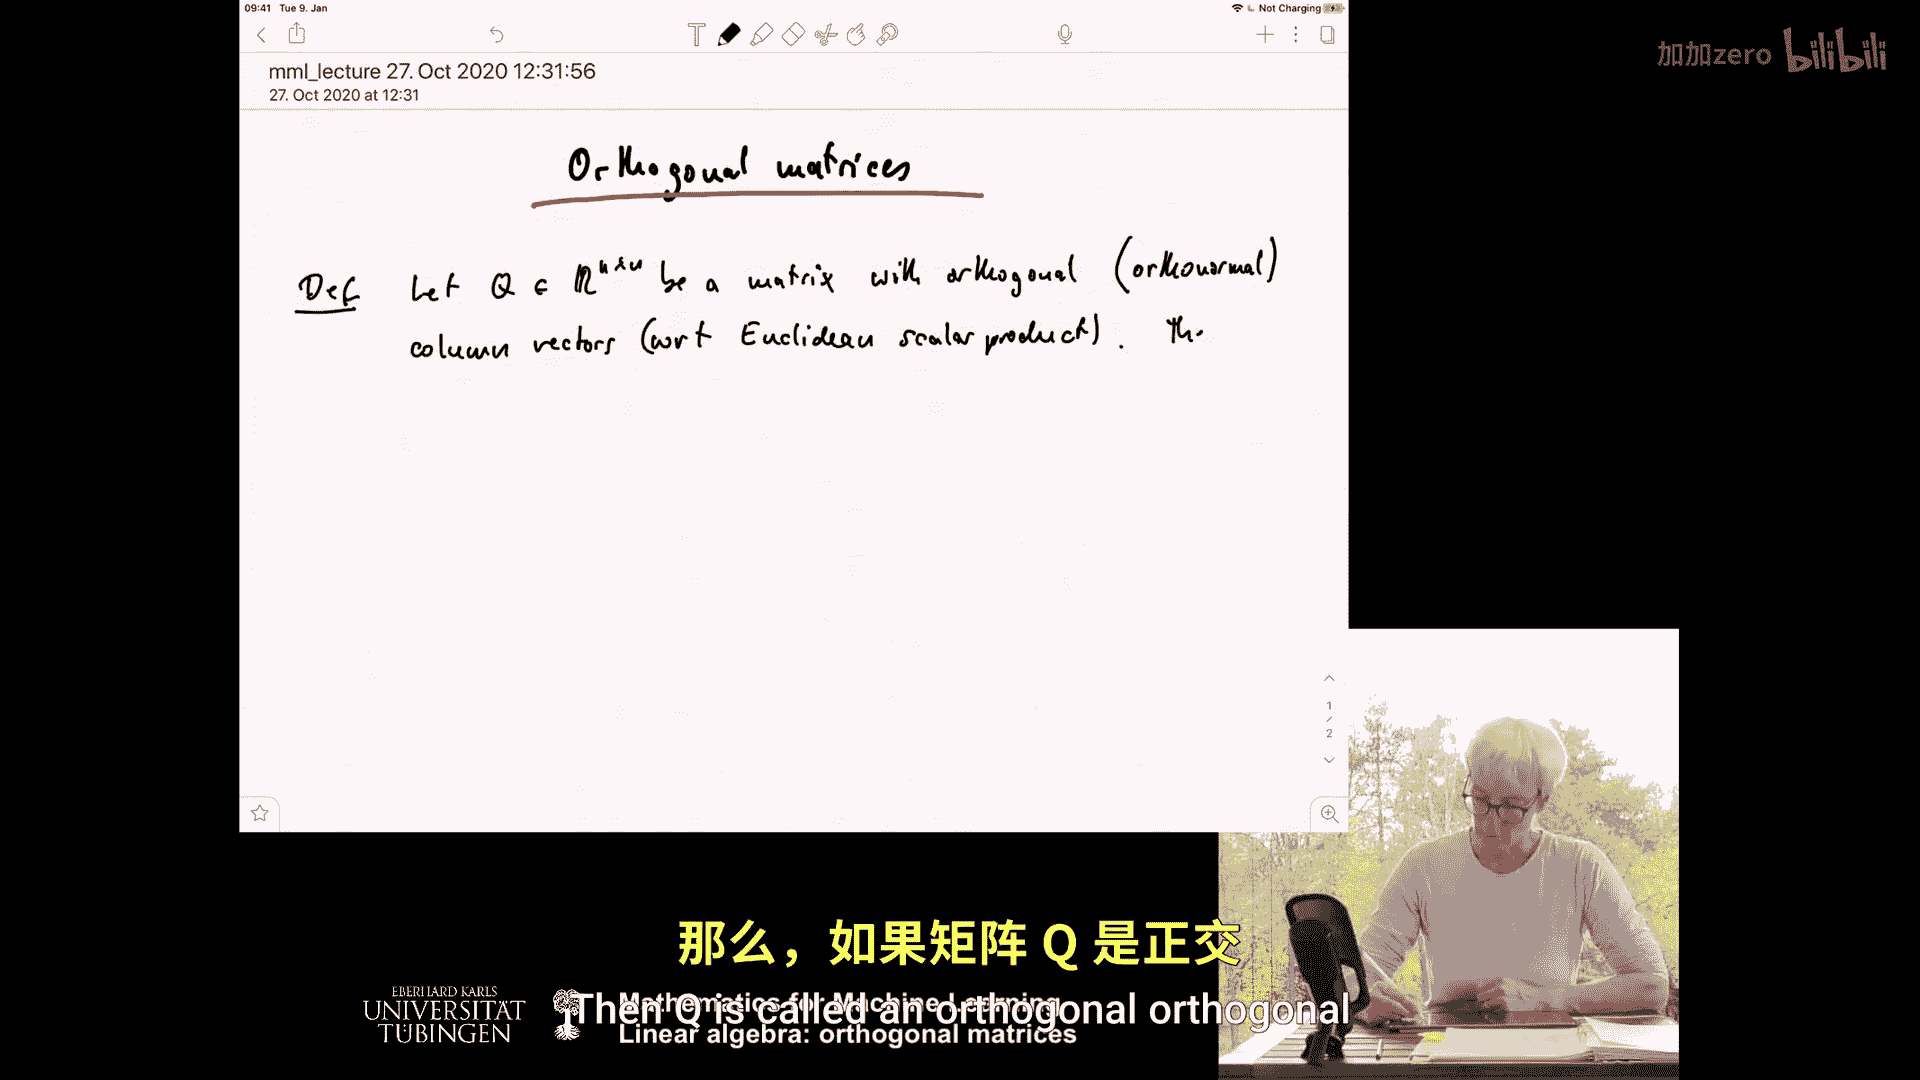 09:41 Tue 9. Jan
Not Charging
mml_lecture 27. Oct 2020 12:31:56
27. Oct 2020 at 12:31
加加zero bilibili
Orthogonal matrices
Def Let Q ∈ ℝⁿˣⁿ be a matrix with orthogonal (orthonormal)
column vectors (wrt Euclidean scalar product). The
1
/
2
那么，如果矩阵 Q 是正交
Then Q is called an orthogonal orthogonal
EBERHARD KARLS
UNIVERSITÄT
TÜBINGEN
Mathematics for Machine Learning
Linear algebra: orthogonal matrices